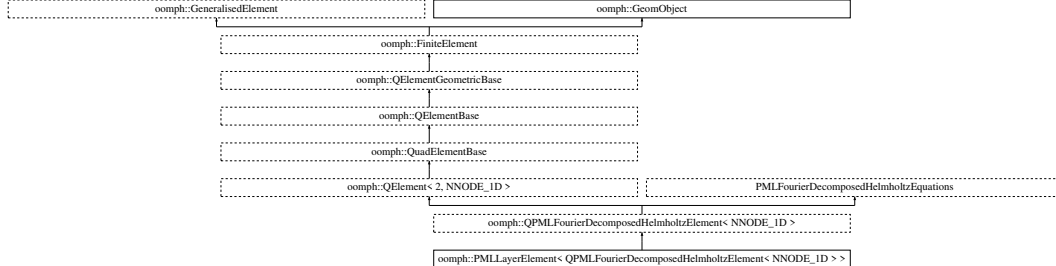 oomph::GeneralisedElement
oomph::GeomObject
oomph::FiniteElement
oomph::QElementGeometricBase
oomph::QElementBase
oomph::QuadElementBase
oomph::QElement< 2, NNODE_1D >
PMLFourierDecomposedHelmholtzEquations
oomph::QPMLFourierDecomposedHelmholtzElement< NNODE_1D >
oomph::PMLLayerElement< QPMLFourierDecomposedHelmholtzElement< NNODE_1D > >